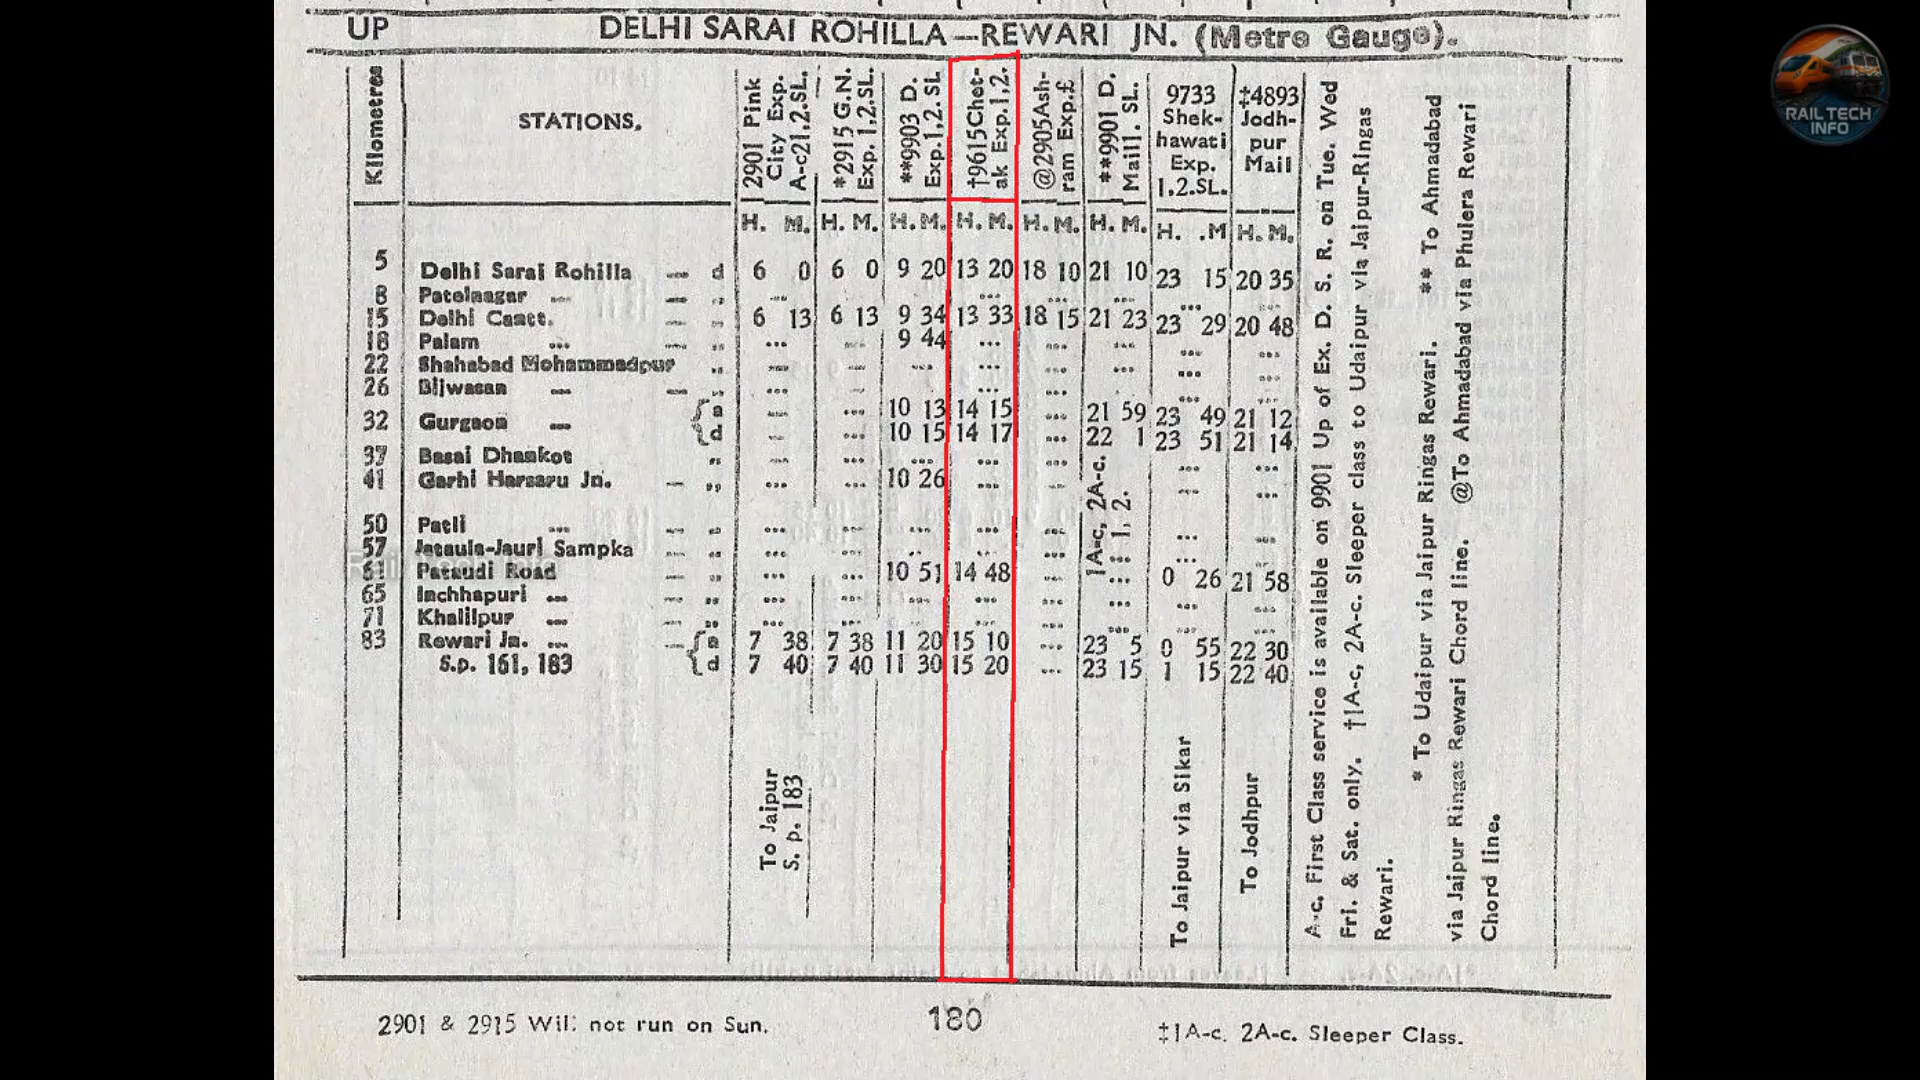 UP DELHI SARAI ROHILLA—REWARI JN. (Metre Gauge).
RAIL TECH
INFO
Kilometres
STATIONS.
2901 Pink
City Exp.
A-c21.2.SL.
*2915 G.N.
Exp. 1,2.SL.
**9903 D.
Exp.1,2. SL
†9615Chet-
ak Exp.1,2.
@2905Ash-
ram Exp.£
**9901 D.
Mail1. SL.
9733
Shek-
hawati
Exp.
1.2.SL.
‡4893
Jodh-
pur
Mail
H. M. H. M. H. M. H. M. H. M. H. M. H. .M H. M.
5 Delhi Sarai Rohilla — d 6 0 6 0 9 20 13 20 18 10 21 10 23 15 20 35
8 Patelnagar ... — „ ... ... ... ... ...
15 Delhi Cantt. — „ 6 13 6 13 9 34 13 33 18 15 21 23 23 29 20 48
18 Palam ... — „ ... ... 9 44 ... ... ... ... ...
22 Shahabad Mohammadpur „ ... ... ... ... ... ... ... ...
26 Bijwasan — — „ ... ... ... ... ...
32 Gurgaon — { a ... ... 10 13 14 15 ... 21 59 23 49 21 12
{ d ... ... 10 15 14 17 ... 22 1 23 51 21 14
37 Basai Dhankot „ ... ... ... ... ... ... ...
41 Garhi Harsaru Jn. — „ ... ... 10 26 ... ... ... ...
50 Patli ... — „ ... ... ... ... ... ... ...
57 Jataula-Jauri Sampka — „ ... ... ... ... ... ... ...
61 Pataudi Road — „ ... ... 10 51 14 48 ... ... 0 26 21 58
65 Inchhapuri ... — „ ... ... ... ... ... ... ... ...
71 Khalilpur ... „ ... ... ... ... ... ... ... ...
83 Rewari Jn. ... — { a 7 38 7 38 11 20 15 10 ... 23 5 0 55 22 30
S.p. 161, 183 { d 7 40 7 40 11 30 15 20 ... 23 15 1 15 22 40
1A-c, 2A-c.
... 1, 2.
To Jaipur
S. p. 183
To Jaipur via Sikar
To Jodhpur
A-c, First Class service is available on 9901 Up of Ex. D. S. R. on Tue. Wed
Fri. & Sat. only. †1A-c, 2A-c. Sleeper class to Udaipur via Jaipur-Ringas
Rewari.
* To Udaipur via Jaipur Ringas Rewari. ** To Ahmadabad
via Jaipur Ringas Rewari Chord line. @To Ahmadabad via Phulera Rewari
Chord line.
2901 & 2915 Will not run on Sun.
180
‡1A-c. 2A-c. Sleeper Class.